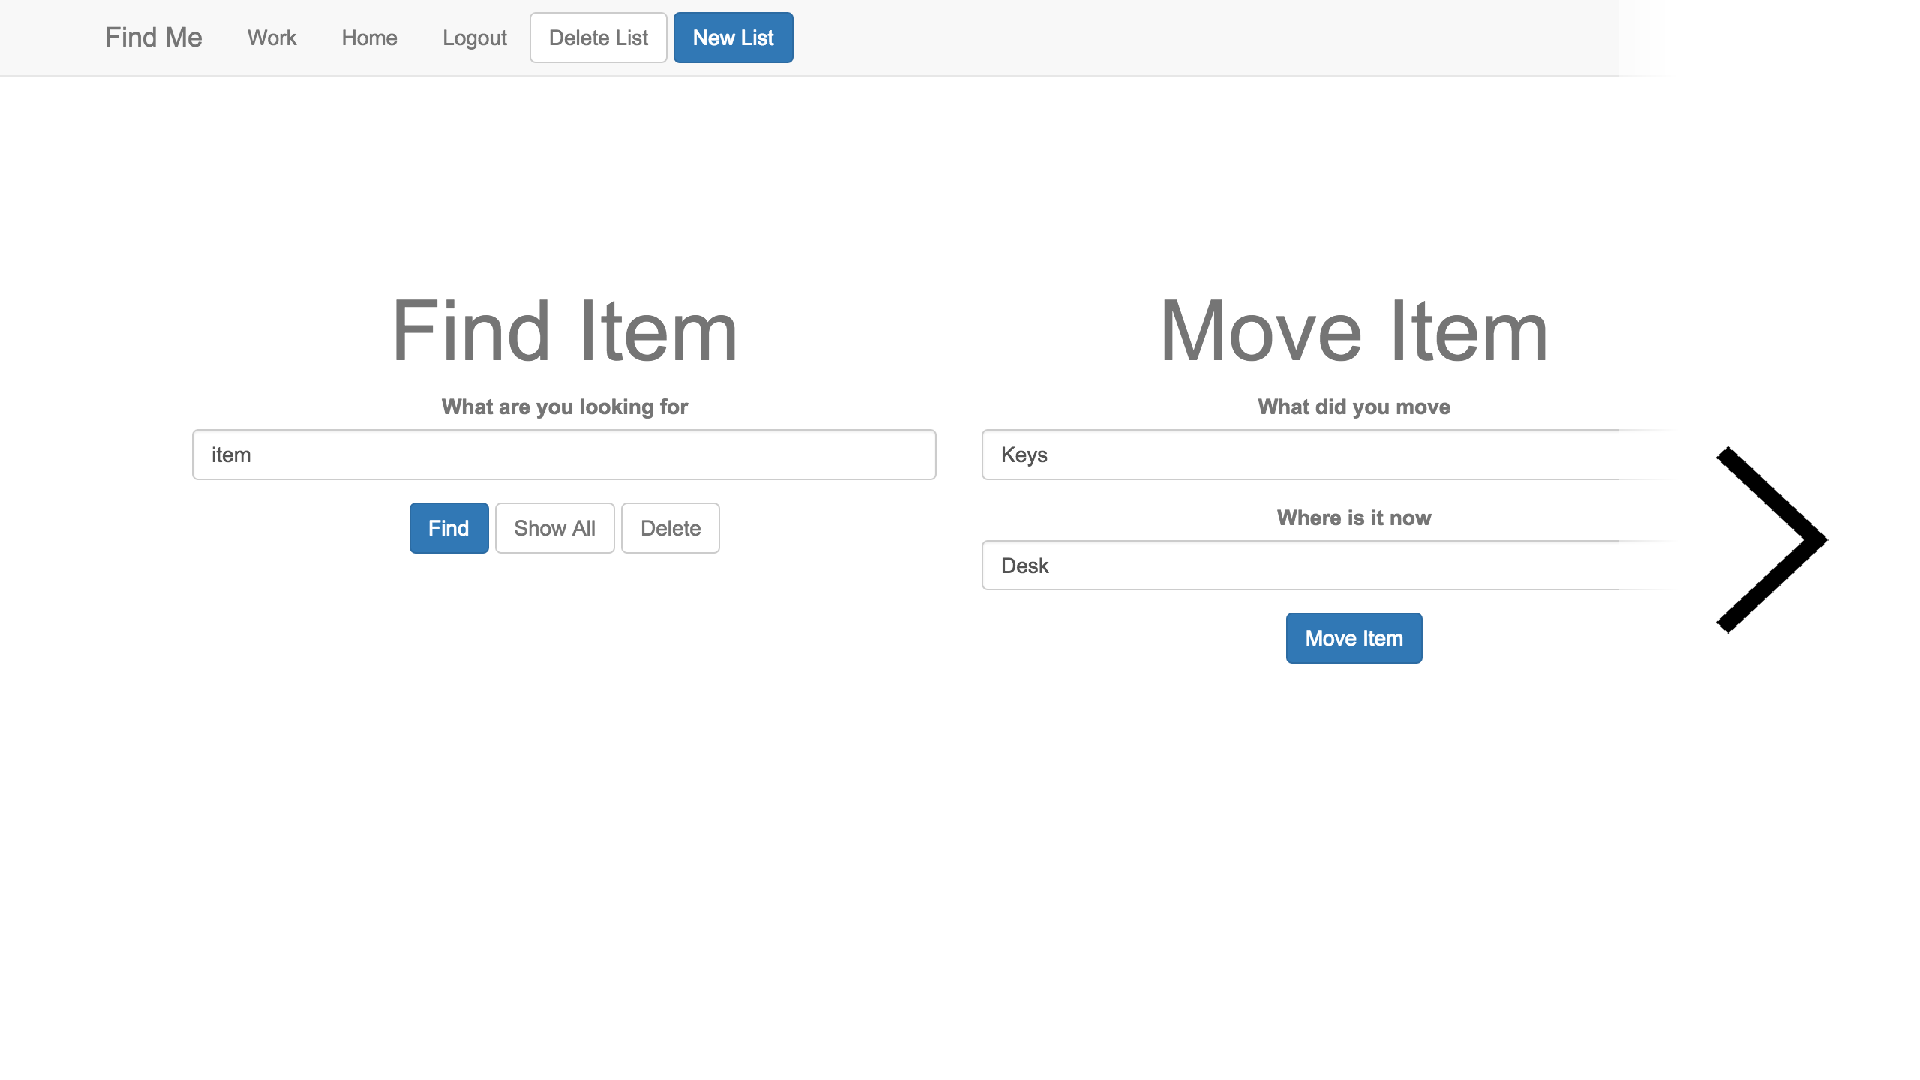 Find Me Work Home Logout Delete List New List
Find Item
What are you looking for
item
Find Show All Delete
Move Item
What did you move
Keys
Where is it now
Desk
Move Item